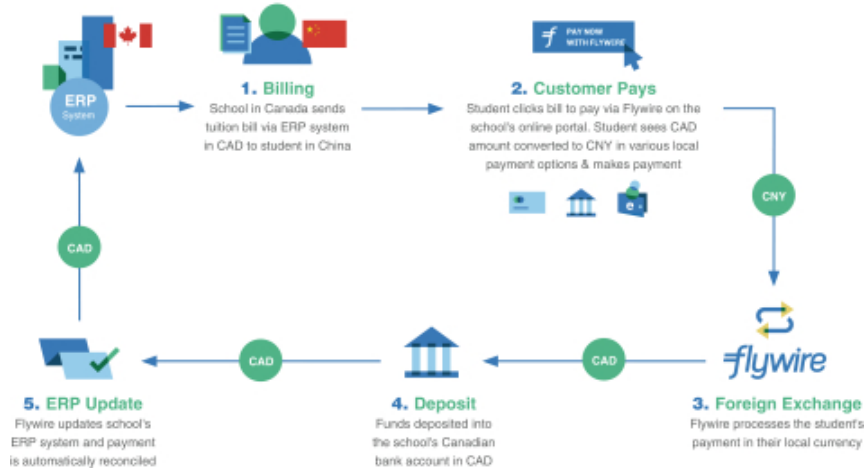 PAY NOW
WITH FLYWIRE
ERP
System
1. Billing
School in Canada sends
tuition bill via ERP system
in CAD to student in China
2. Customer Pays
Student clicks bill to pay via Flywire on the
school's online portal. Student sees CAD
amount converted to CNY in various local
payment options & makes payment
e
CNY
CAD
flywire
CAD
CAD
3. Foreign Exchange
Flywire processes the student's
payment in their local currency
4. Deposit
Funds deposited into
the school's Canadian
bank account in CAD
5. ERP Update
Flywire updates school's
ERP system and payment
is automatically reconciled